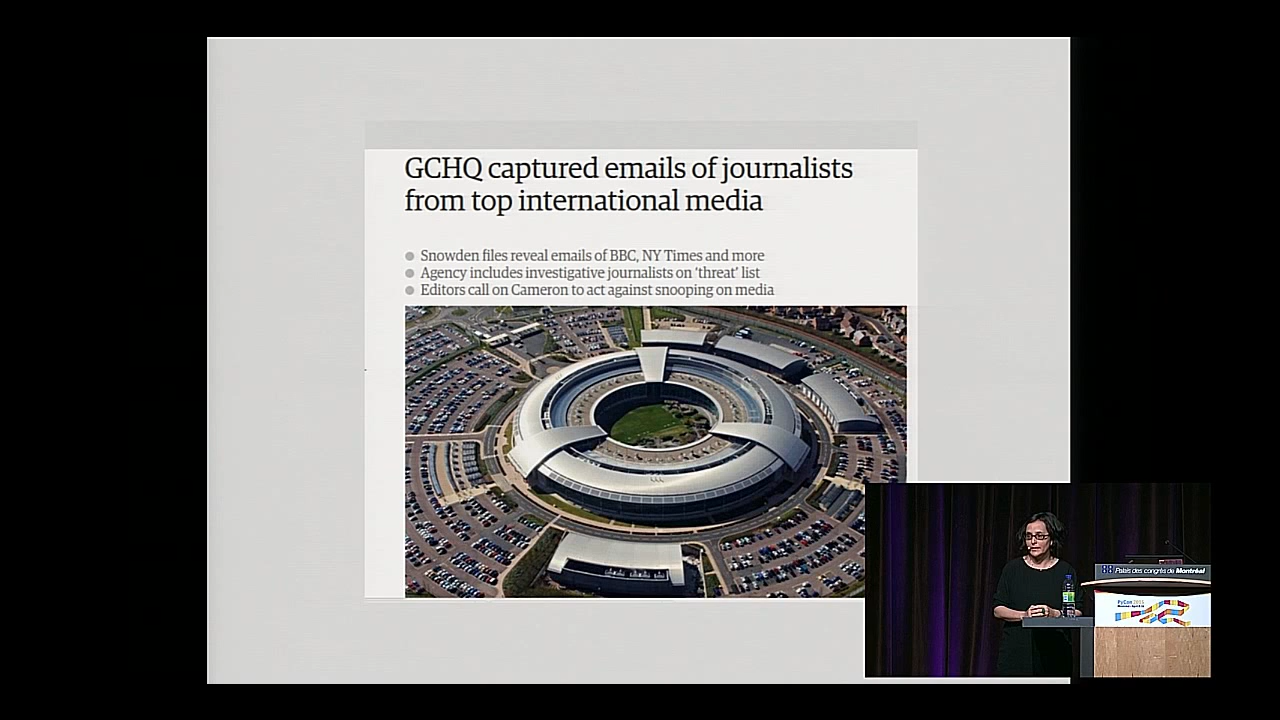 GCHQ captured emails of journalists
from top international media
Snowden files reveal emails of BBC, NY Times and more
Agency includes investigative journalists on 'threat' list
Editors call on Cameron to act against snooping on media
Palais des congrès de Montréal
PyCon 2015